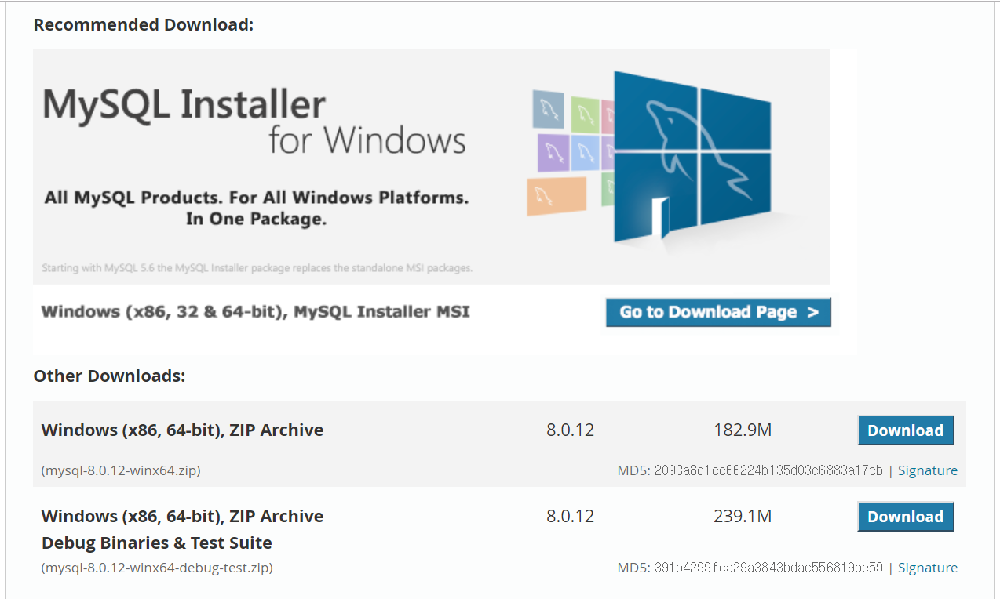 Recommended Download:
MySQL Installer
for Windows
All MySQL Products. For All Windows Platforms.
In One Package.
Starting with MySQL 5.6 the MySQL Installer package replaces the standalone MSI packages.
Windows (x86, 32 & 64-bit), MySQL Installer MSI Go to Download Page >
Other Downloads:
Windows (x86, 64-bit), ZIP Archive 8.0.12 182.9M Download
(mysql-8.0.12-winx64.zip) MD5: 2093a8d1cc66224b135d03c6883a17cb | Signature
Windows (x86, 64-bit), ZIP Archive 8.0.12 239.1M Download
Debug Binaries & Test Suite
(mysql-8.0.12-winx64-debug-test.zip) MD5: 391b4299fca29a3843bdac556819be59 | Signature